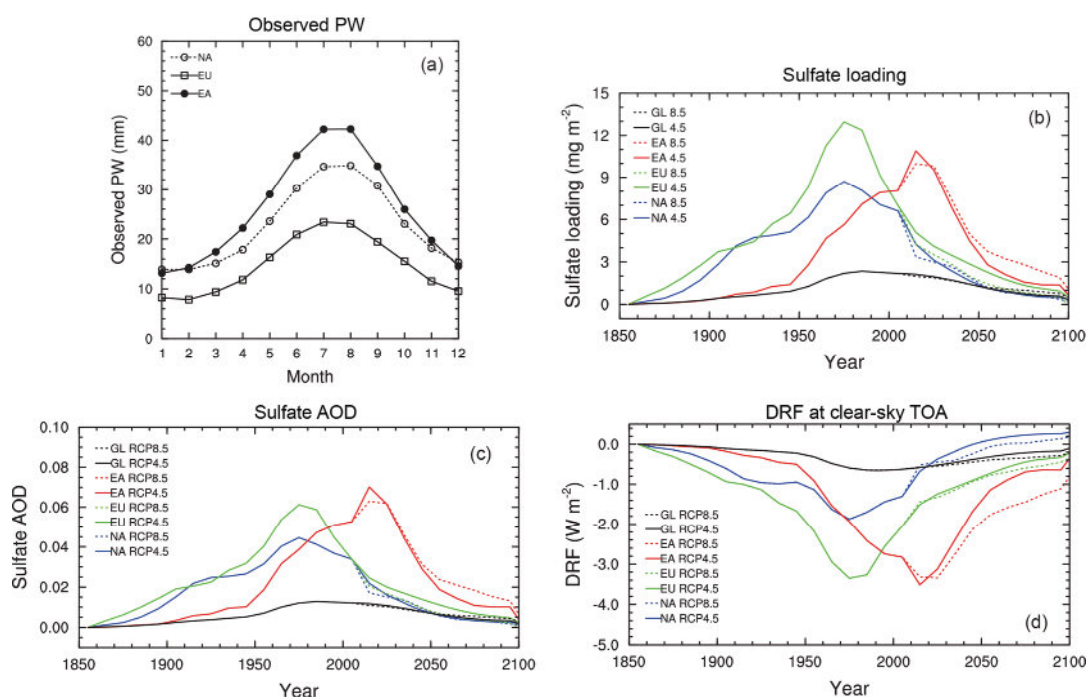 Observed PW
(a)
NA
EU
EA
Observed PW (mm)
60
50
40
30
20
10
0
1 2 3 4 5 6 7 8 9 10 11 12
Month
Sulfate loading
(b)
GL 8.5
GL 4.5
EA 8.5
EA 4.5
EU 8.5
EU 4.5
NA 8.5
NA 4.5
Sulfate loading (mg m⁻²)
15
12
9
6
3
0
1850 1900 1950 2000 2050 2100
Year
Sulfate AOD
(c)
GL RCP8.5
GL RCP4.5
EA RCP8.5
EA RCP4.5
EU RCP8.5
EU RCP4.5
NA RCP8.5
NA RCP4.5
Sulfate AOD
0.10
0.08
0.06
0.04
0.02
0.00
1850 1900 1950 2000 2050 2100
Year
DRF at clear-sky TOA
DRF (W m⁻²)
0.0
-1.0
-2.0
-3.0
-4.0
-5.0
GL RCP8.5
GL RCP4.5
EA RCP8.5
EA RCP4.5
EU RCP8.5
EU RCP4.5
NA RCP8.5
NA RCP4.5
(d)
1850 1900 1950 2000 2050 2100
Year